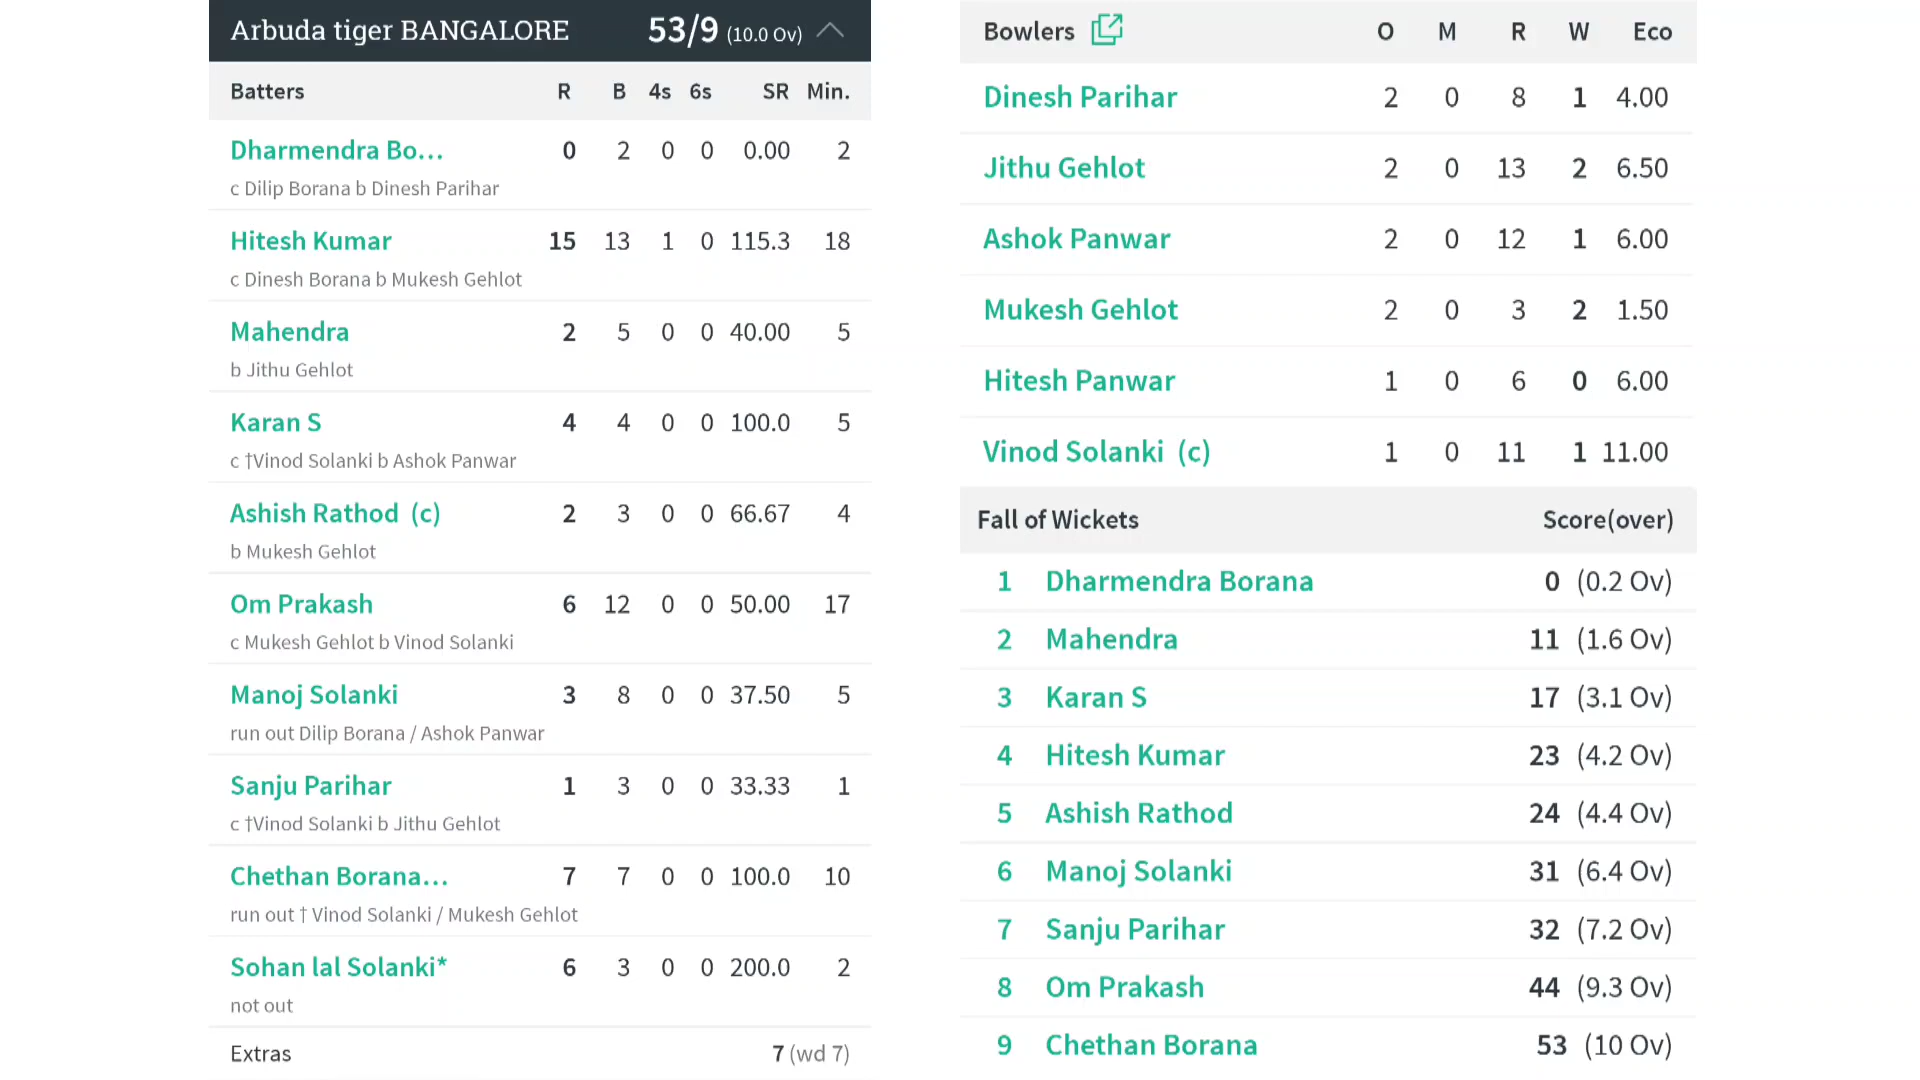 Arbuda tiger BANGALORE 53/9 (10.0 Ov)
Batters R B 4s 6s SR Min.
Dharmendra Bo... 0 2 0 0 0.00 2
c Dilip Borana b Dinesh Parihar
Hitesh Kumar 15 13 1 0 115.3 18
c Dinesh Borana b Mukesh Gehlot
Mahendra 2 5 0 0 40.00 5
b Jithu Gehlot
Karan S 4 4 0 0 100.0 5
c †Vinod Solanki b Ashok Panwar
Ashish Rathod (c) 2 3 0 0 66.67 4
b Mukesh Gehlot
Om Prakash 6 12 0 0 50.00 17
c Mukesh Gehlot b Vinod Solanki
Manoj Solanki 3 8 0 0 37.50 5
run out Dilip Borana / Ashok Panwar
Sanju Parihar 1 3 0 0 33.33 1
c †Vinod Solanki b Jithu Gehlot
Chethan Borana... 7 7 0 0 100.0 10
run out † Vinod Solanki / Mukesh Gehlot
Sohan lal Solanki* 6 3 0 0 200.0 2
not out
Extras 7 (wd 7)
Bowlers O M R W Eco
Dinesh Parihar 2 0 8 1 4.00
Jithu Gehlot 2 0 13 2 6.50
Ashok Panwar 2 0 12 1 6.00
Mukesh Gehlot 2 0 3 2 1.50
Hitesh Panwar 1 0 6 0 6.00
Vinod Solanki (c) 1 0 11 1 11.00
Fall of Wickets Score(over)
1 Dharmendra Borana 0 (0.2 Ov)
2 Mahendra 11 (1.6 Ov)
3 Karan S 17 (3.1 Ov)
4 Hitesh Kumar 23 (4.2 Ov)
5 Ashish Rathod 24 (4.4 Ov)
6 Manoj Solanki 31 (6.4 Ov)
7 Sanju Parihar 32 (7.2 Ov)
8 Om Prakash 44 (9.3 Ov)
9 Chethan Borana 53 (10 Ov)